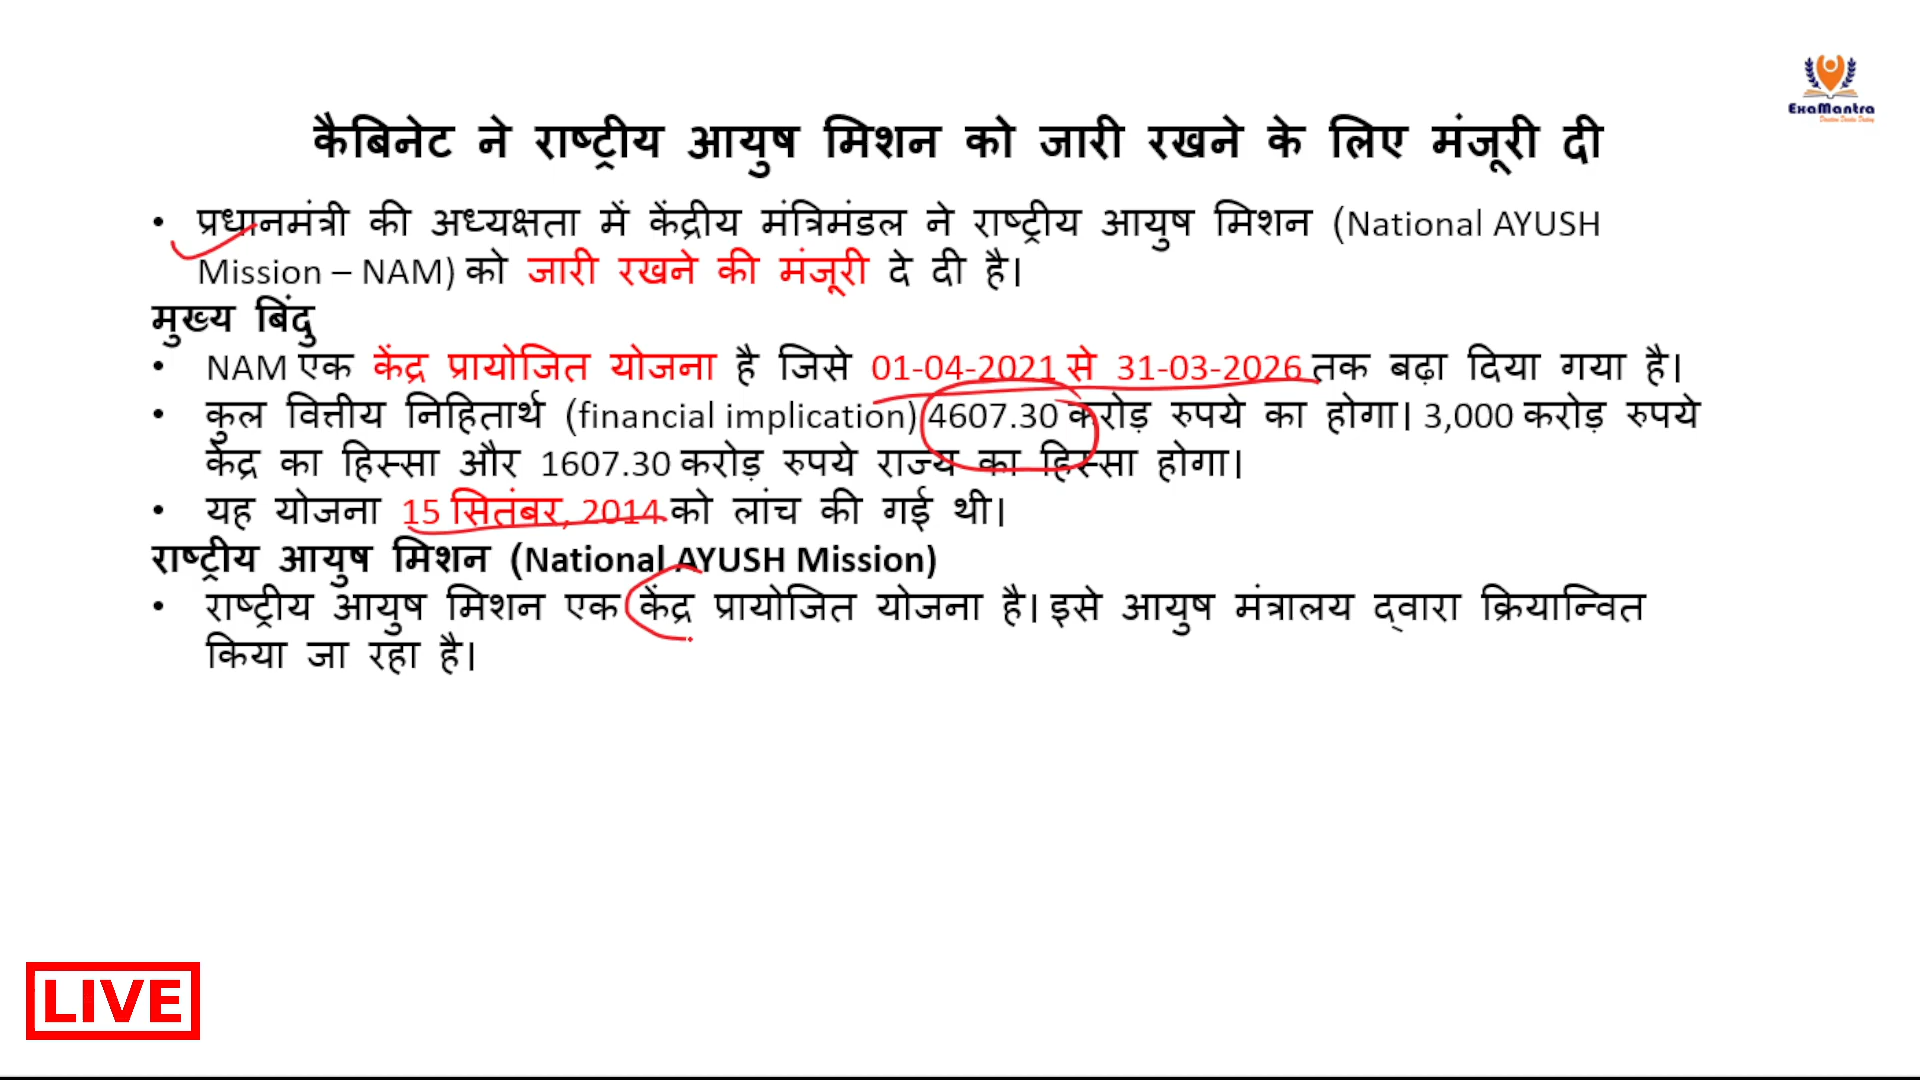 ExaMantra
कैबिनेट ने राष्ट्रीय आयुष मिशन को जारी रखने के लिए मंजूरी दी
• प्रधानमंत्री की अध्यक्षता में केंद्रीय मंत्रिमंडल ने राष्ट्रीय आयुष मिशन (National AYUSH
Mission – NAM) को जारी रखने की मंजूरी दे दी है।
मुख्य बिंदु
• NAM एक केंद्र प्रायोजित योजना है जिसे 01-04-2021 से 31-03-2026 तक बढ़ा दिया गया है।
• कुल वित्तीय निहितार्थ (financial implication) 4607.30 करोड़ रुपये का होगा। 3,000 करोड़ रुपये
केंद्र का हिस्सा और 1607.30 करोड़ रुपये राज्य का हिस्सा होगा।
• यह योजना 15 सितंबर, 2014 को लांच की गई थी।
राष्ट्रीय आयुष मिशन (National AYUSH Mission)
• राष्ट्रीय आयुष मिशन एक केंद्र प्रायोजित योजना है। इसे आयुष मंत्रालय द्वारा क्रियान्वित
किया जा रहा है।
LIVE